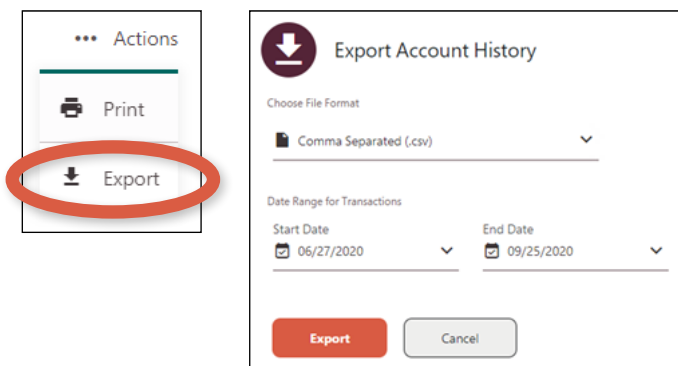 ••• Actions
Print
Export
Export Account History
Choose File Format
Comma Separated (.csv)
Date Range for Transactions
Start Date End Date
06/27/2020 09/25/2020
Export Cancel